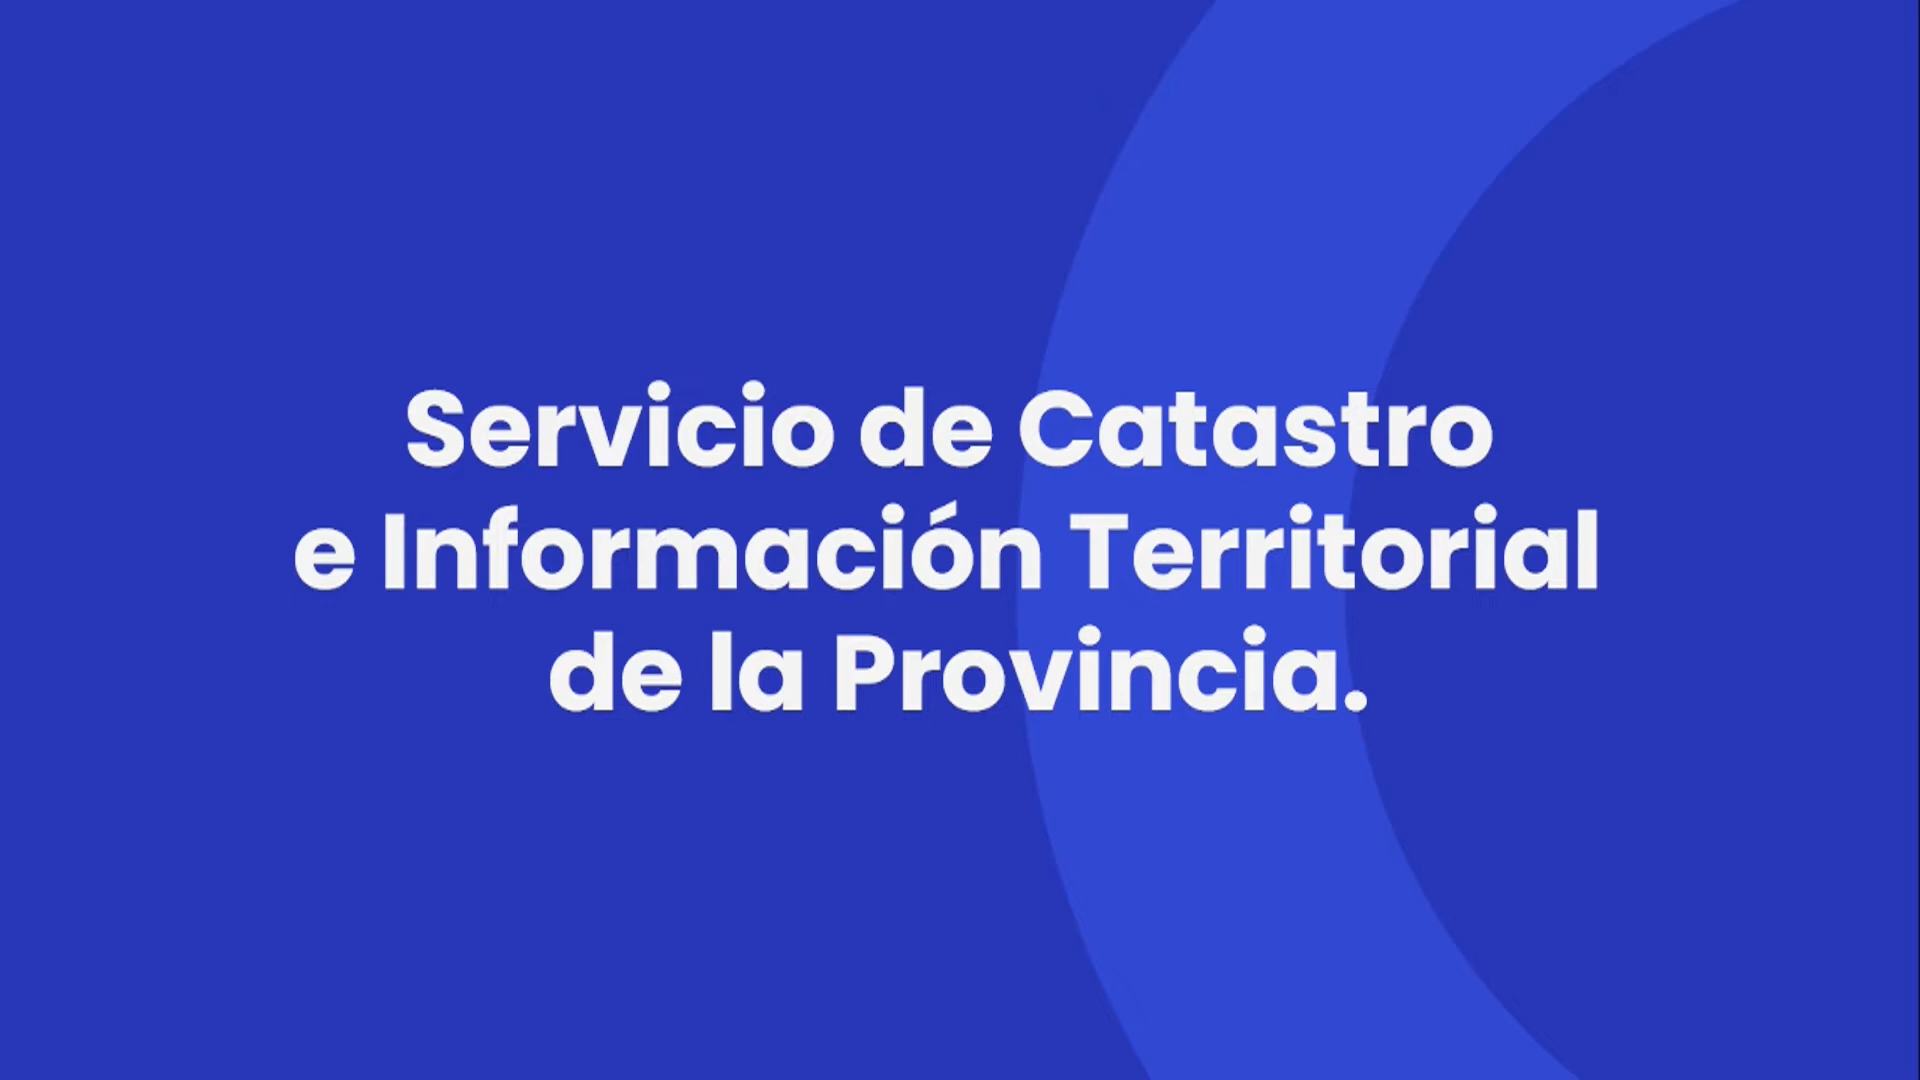 Servicio de Catastro
e Información Territorial
de la Provincia.